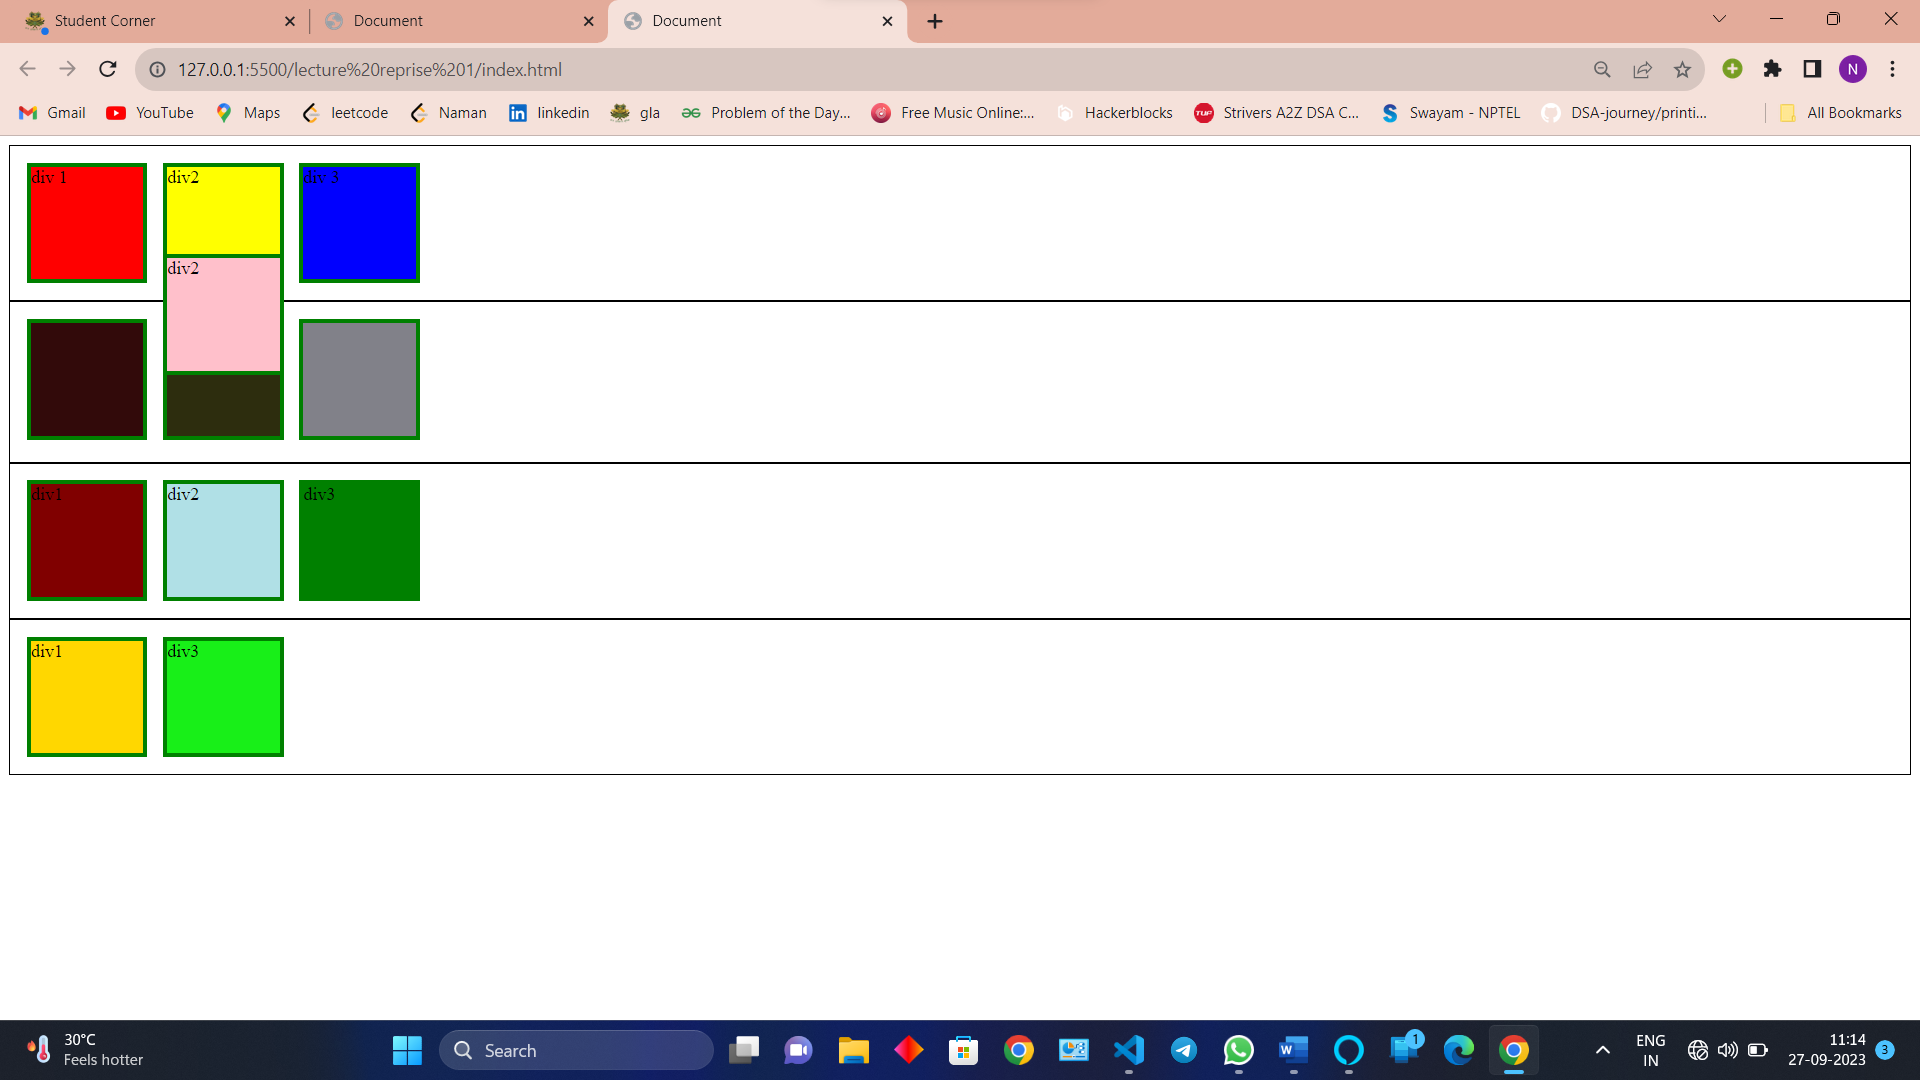 Student Corner
Document
Document
127.0.0.1:5500/lecture%20reprise%201/index.html
N
Gmail
YouTube
Maps
leetcode
Naman
linkedin
gla
Problem of the Day...
Free Music Online:...
Hackerblocks
TUF
Strivers A2Z DSA C...
Swayam - NPTEL
DSA-journey/printi...
All Bookmarks
div 1
div2
div 3
div2
div1
div2
div3
div1
div3
30°C
Feels hotter
Search
W
1
ENG
IN
11:14
27-09-2023
3